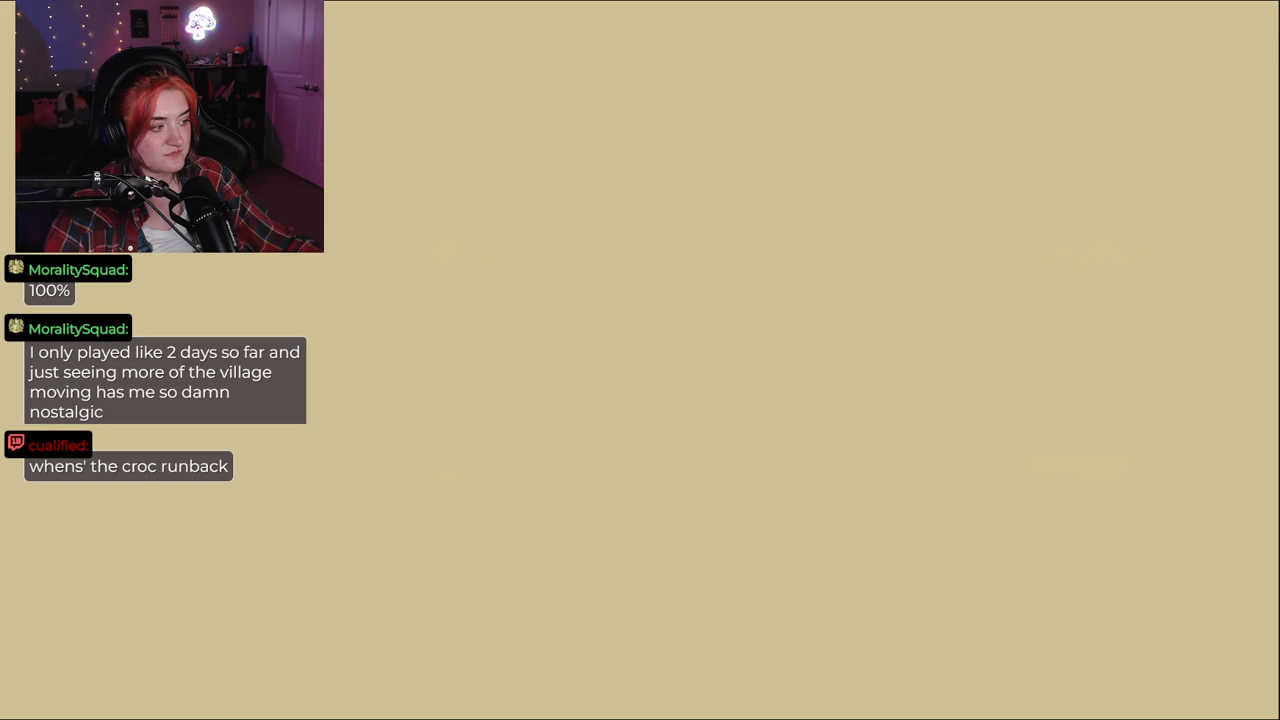 MoralitySquad:
100%
MoralitySquad:
I only played like 2 days so far and
just seeing more of the village
moving has me so damn
nostalgic
cualified:
whens' the croc runback